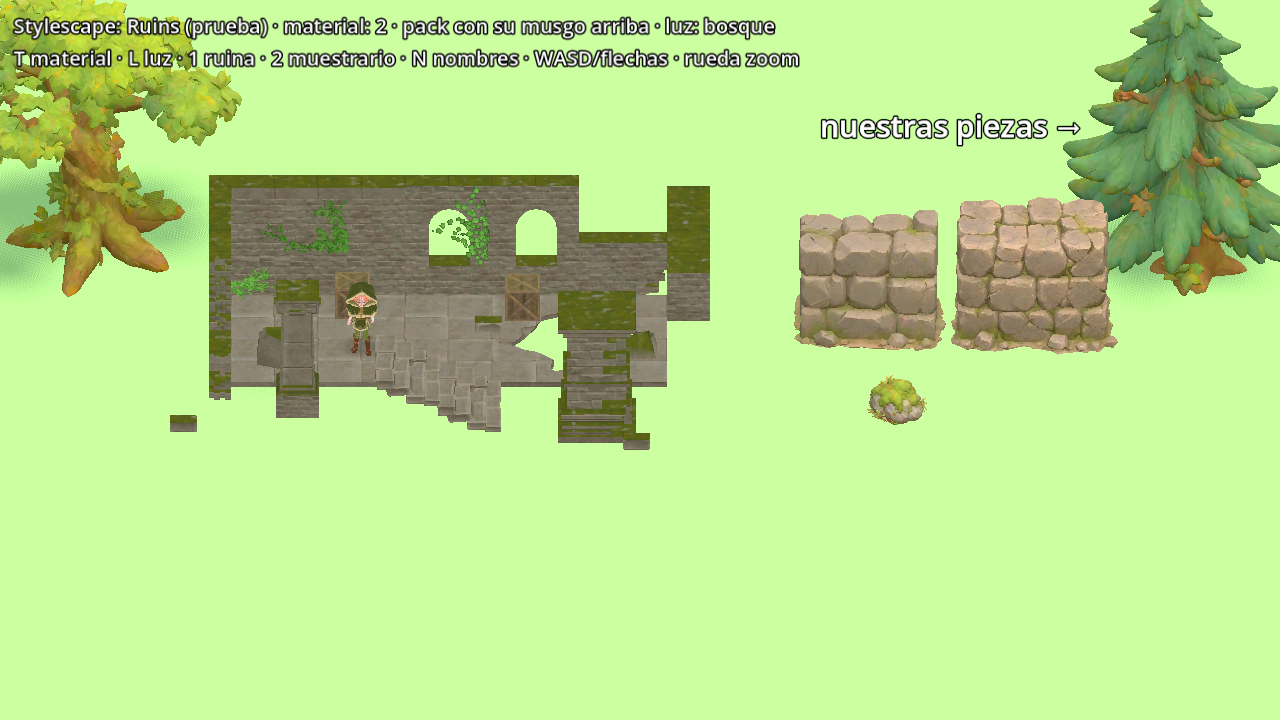 Stylescape: Ruins (prueba) · material: 2 · pack con su musgo arriba · luz: bosque
T material · L luz · 1 ruina · 2 muestrario · N nombres · WASD/flechas · rueda zoom
nuestras piezas →